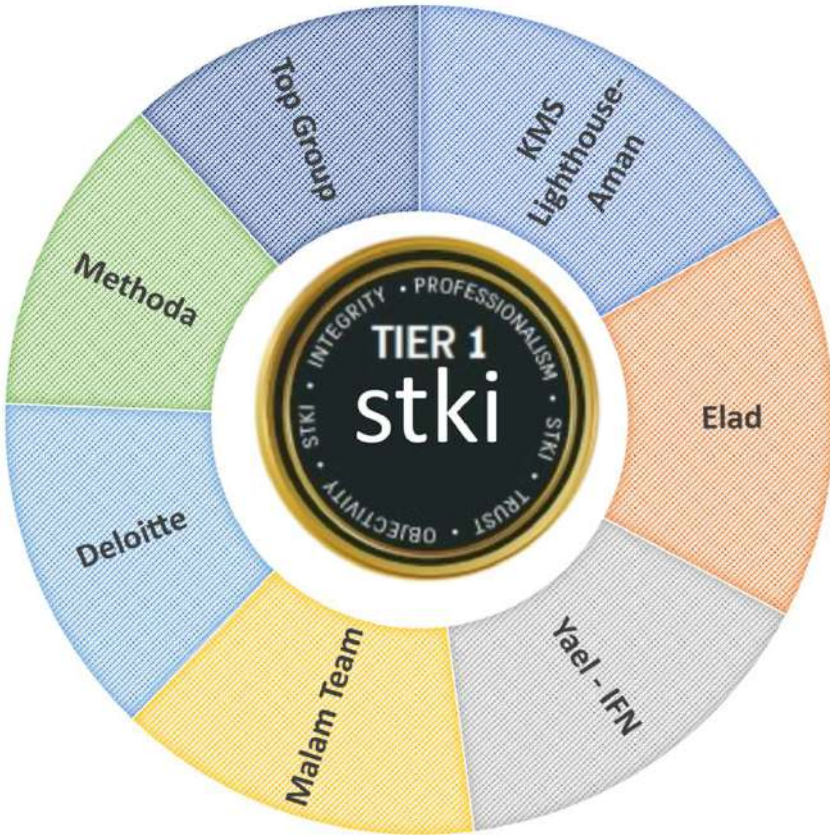 Top Group
KMS
Lighthouse-
Aman
Elad
Yael - IFN
Malam Team
Deloitte
Methoda
STKI • INTEGRITY • PROFESSIONALISM • STKI • TRUST • OBJECTIVITY •
TIER 1
stki